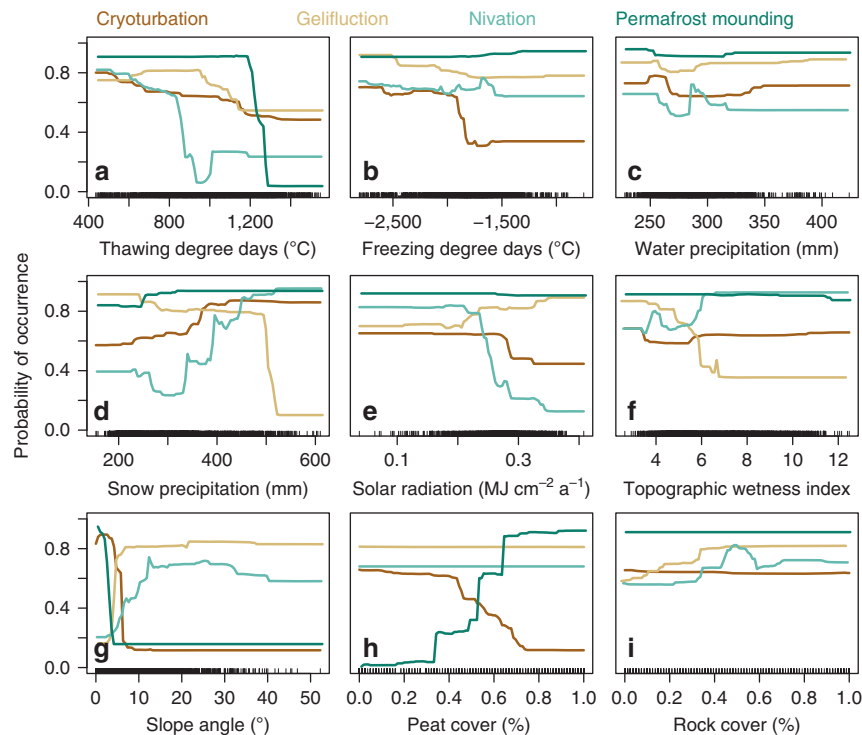 Cryoturbation Gelifluction Nivation Permafrost mounding
Probability of occurrence
0.8
0.4
0.0
a
b
c
400 800 1,200
−2,500 −1,500
250 300 350 400
Thawing degree days (°C)
Freezing degree days (°C)
Water precipitation (mm)
0.8
0.4
0.0
d
e
f
200 400 600
0.1 0.3
4 6 8 10 12
Snow precipitation (mm)
Solar radiation (MJ cm⁻² a⁻¹)
Topographic wetness index
0.8
0.4
0.0
g
h
i
0 10 20 30 40 50
0.0 0.2 0.4 0.6 0.8 1.0
0.0 0.2 0.4 0.6 0.8 1.0
Slope angle (°)
Peat cover (%)
Rock cover (%)